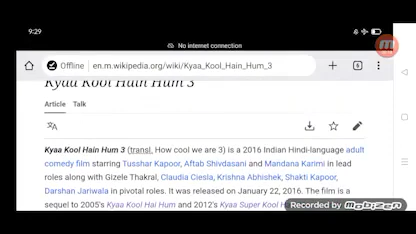 9:29
No internet connection
Offline en.m.wikipedia.org/wiki/Kyaa_Kool_Hain_Hum_3 6
Kyaa Kool Hain Hum 3
Article Talk
Kyaa Kool Hain Hum 3 (transl. How cool we are 3) is a 2016 Indian Hindi-language adult
comedy film starring Tusshar Kapoor, Aftab Shivdasani and Mandana Karimi in lead
roles along with Gizele Thakral, Claudia Ciesla, Krishna Abhishek, Shakti Kapoor,
Darshan Jariwala in pivotal roles. It was released on January 22, 2016. The film is a
sequel to 2005's Kyaa Kool Hai Hum and 2012's Kyaa Super Kool H
Recorded by mobizen